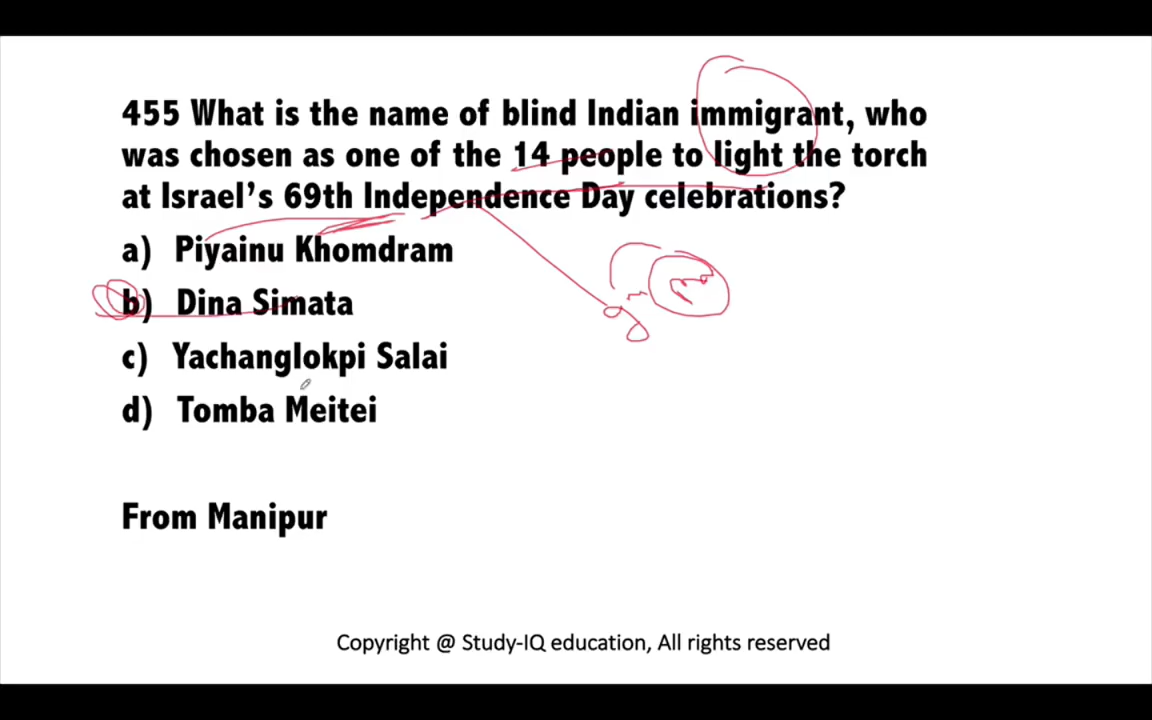 455 What is the name of blind Indian immigrant, who
was chosen as one of the 14 people to light the torch
at Israel's 69th Independence Day celebrations?
a) Piyainu Khomdram
b) Dina Simata
c) Yachanglokpi Salai
d) Tomba Meitei
From Manipur
Copyright @ Study-IQ education, All rights reserved